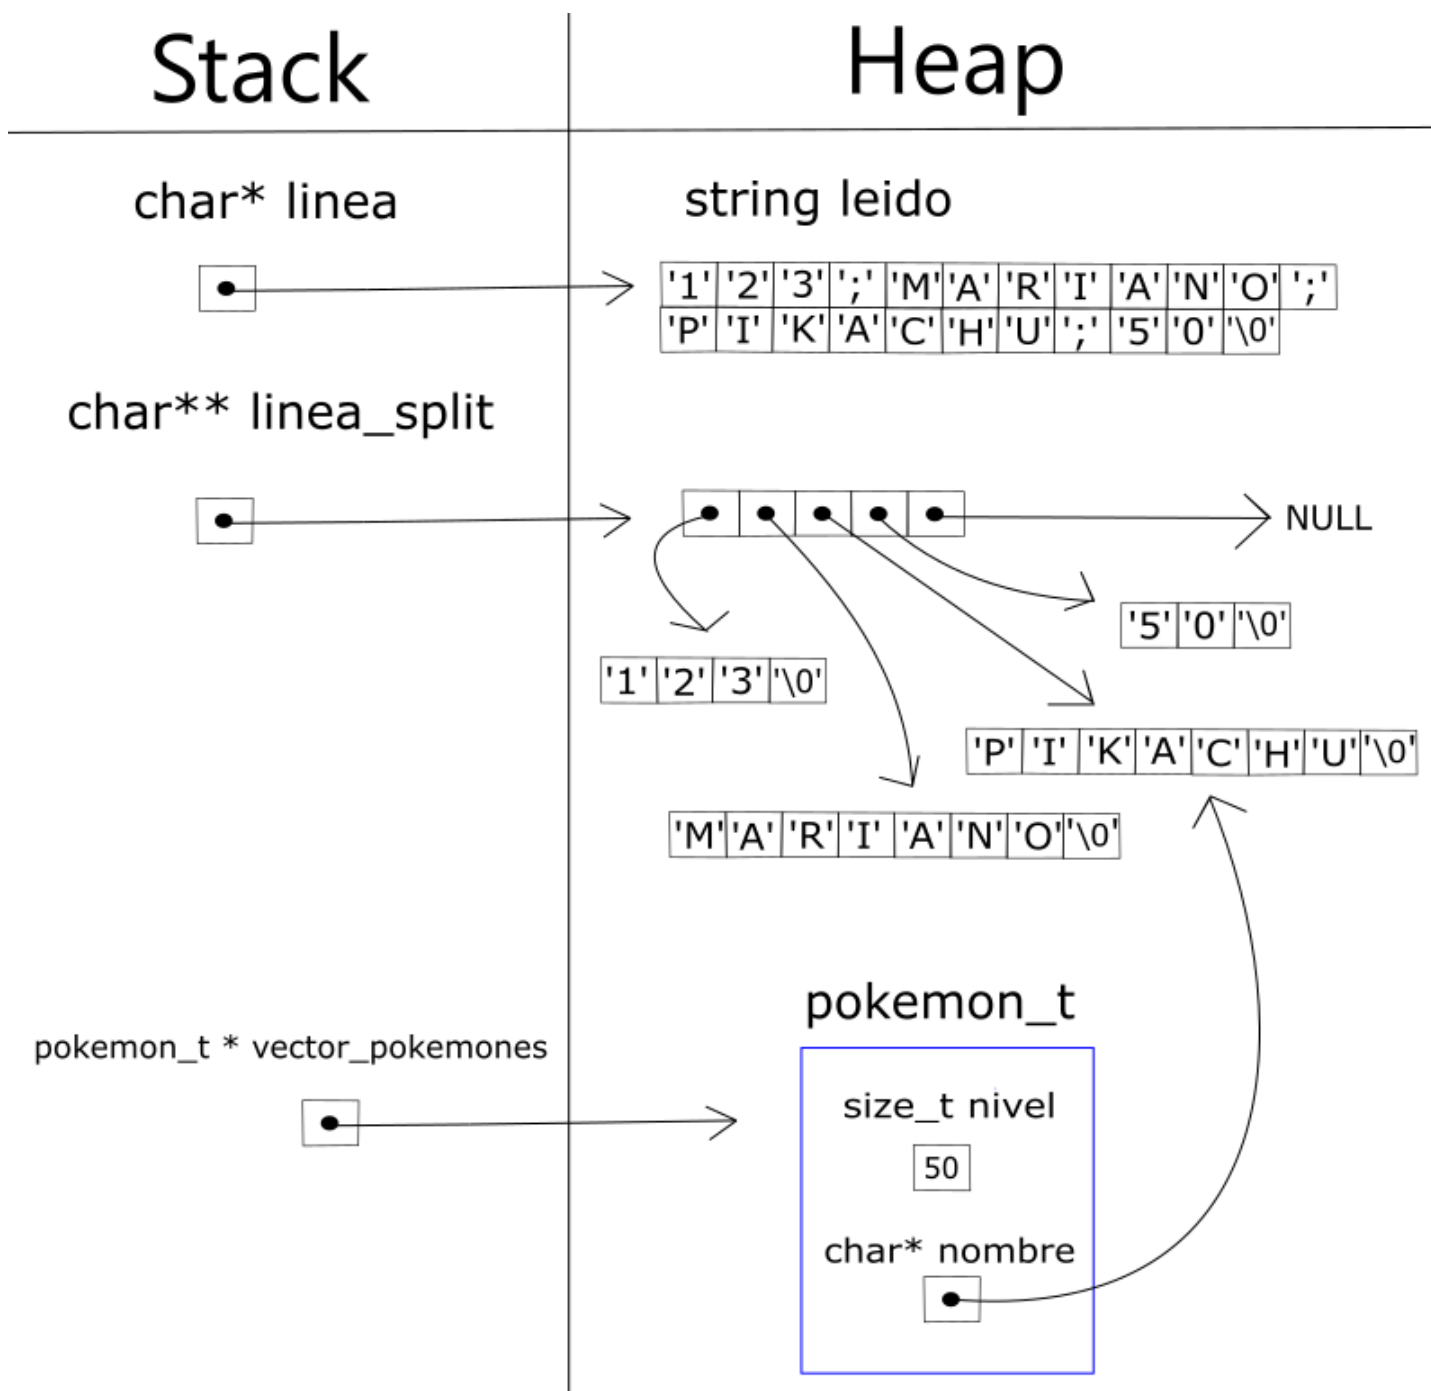 Stack
Heap
char* linea
string leido
'1' '2' '3' ';' 'M' 'A' 'R' 'I' 'A' 'N' 'O' ';'
'P' 'I' 'K' 'A' 'C' 'H' 'U' ';' '5' '0' '\0'
char** linea_split
NULL
'5' '0' '\0'
'1' '2' '3' '\0'
'P' 'I' 'K' 'A' 'C' 'H' 'U' '\0'
'M' 'A' 'R' 'I' 'A' 'N' 'O' '\0'
pokemon_t
pokemon_t * vector_pokemones
size_t nivel
50
char* nombre